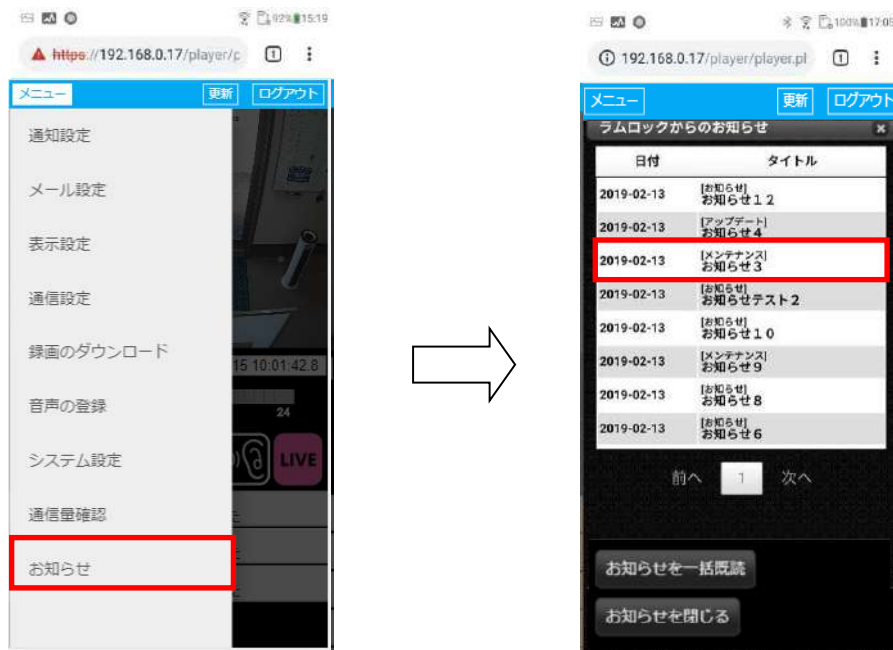 92% 15:19
https://192.168.0.17/player/p
1
メニュー 更新 ログアウト
通知設定
メール設定
表示設定
通信設定
録画のダウンロード
音声の登録
システム設定
通信量確認
お知らせ
15 10:01:42.8
24
LIVE
100% 17:05
192.168.0.17/player/player.pl
1
メニュー 更新 ログアウト
ラムロックからのお知らせ
日付 タイトル
2019-02-13 [お知らせ]
お知らせ12
2019-02-13 [アップデート]
お知らせ4
2019-02-13 [メンテナンス]
お知らせ3
2019-02-13 [お知らせ]
お知らせテスト2
2019-02-13 [お知らせ]
お知らせ10
2019-02-13 [メンテナンス]
お知らせ9
2019-02-13 [お知らせ]
お知らせ8
2019-02-13 [お知らせ]
お知らせ6
前へ 1 次へ
お知らせを一括既読
お知らせを閉じる